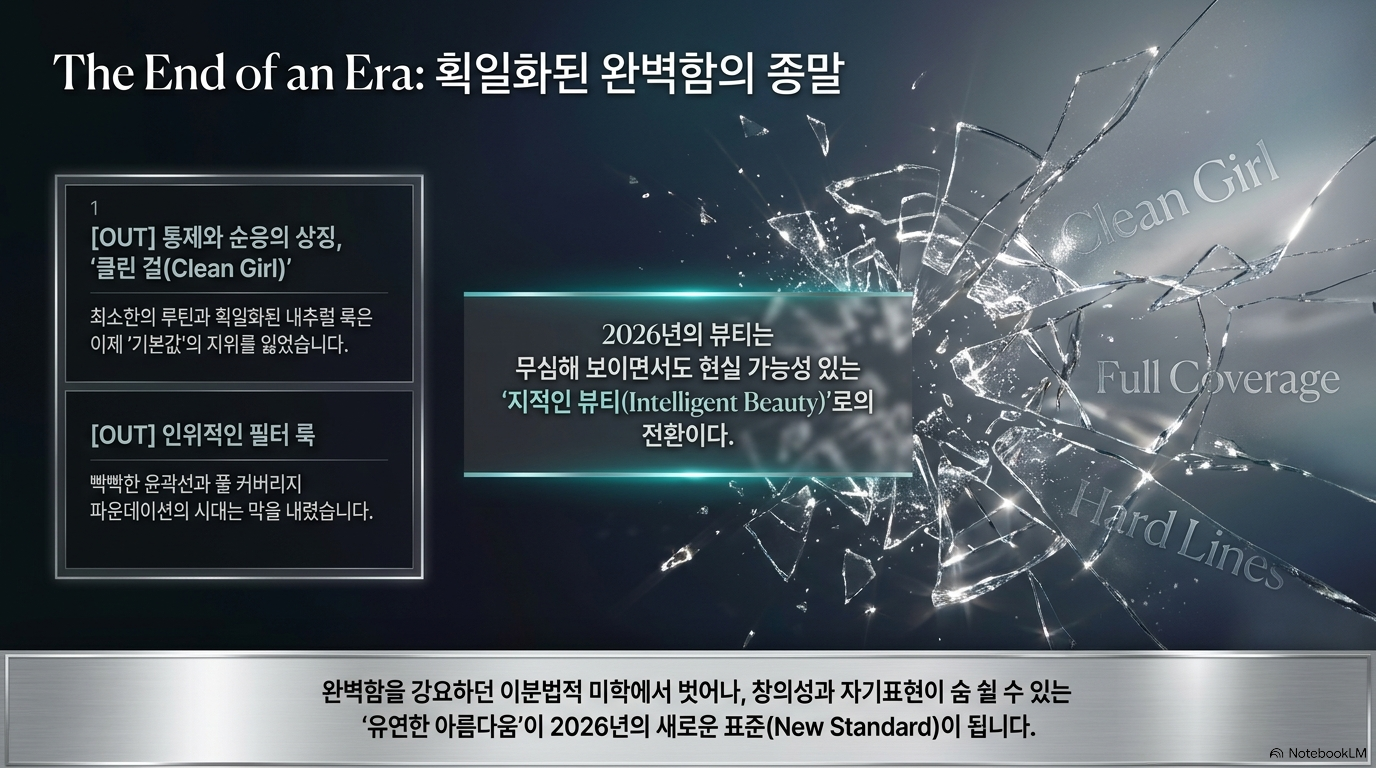 The End of an Era: 획일화된 완벽함의 종말
1
[OUT] 통제와 순응의 상징,
‘클린 걸(Clean Girl)’
최소한의 루틴과 획일화된 내추럴 룩은
이제 '기본값'의 지위를 잃었습니다.
[OUT] 인위적인 필터 룩
빡빡한 윤곽선과 풀 커버리지
파운데이션의 시대는 막을 내렸습니다.
2026년의 뷰티는
무심해 보이면서도 현실 가능성 있는
‘지적인 뷰티(Intelligent Beauty)’로의
전환이다.
Clean Girl
Full Coverage
Hard Lines
완벽함을 강요하던 이분법적 미학에서 벗어나, 창의성과 자기표현이 숨 쉴 수 있는
‘유연한 아름다움’이 2026년의 새로운 표준(New Standard)이 됩니다.
NotebookLM